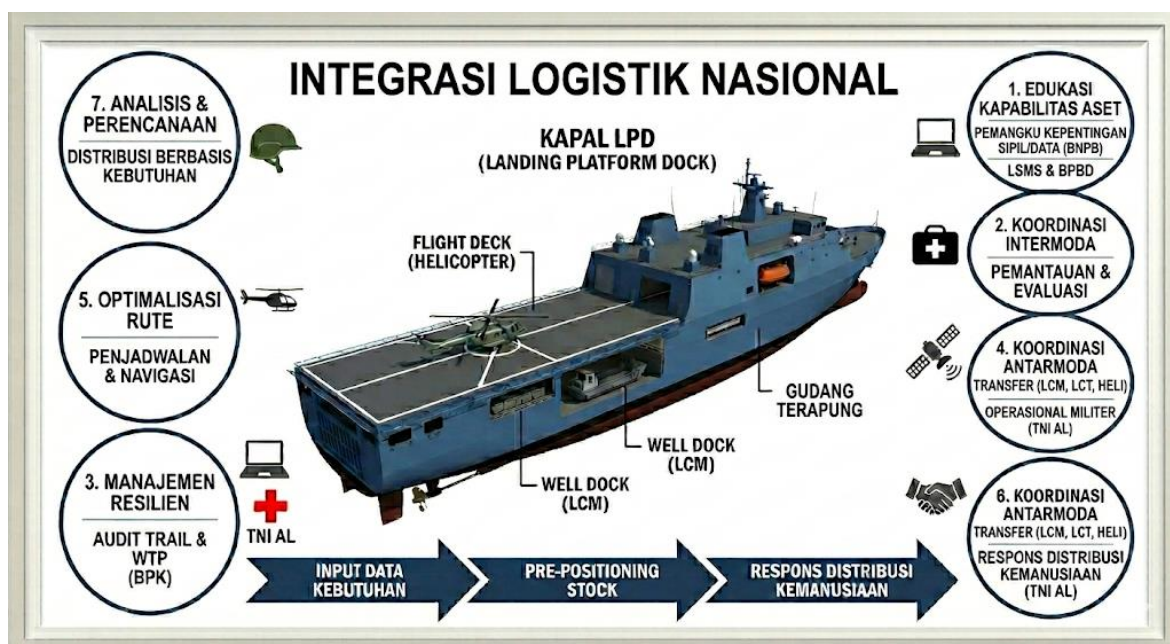 INTEGRASI LOGISTIK NASIONAL
KAPAL LPD
(LANDING PLATFORM DOCK)
7. ANALISIS &
PERENCANAAN
DISTRIBUSI BERBASIS
KEBUTUHAN
5. OPTIMALISASI
RUTE
PENJADWALAN
& NAVIGASI
3. MANAJEMEN
RESILIEN
AUDIT TRAIL &
WTP
(BPK)
TNI AL
FLIGHT DECK
(HELICOPTER)
WELL DOCK
(LCM)
WELL DOCK
(LCM)
GUDANG
TERAPUNG
1. EDUKASI
KAPABILITAS ASET
PEMANGKU KEPENTINGAN
SIPIL/DATA (BNPB)
LSMS & BPBD
2. KOORDINASI
INTERMODA
PEMANTAUAN &
EVALUASI
4. KOORDINASI
ANTARMODA
TRANSFER (LCM, LCT, HELI)
OPERASIONAL MILITER
(TNI AL)
6. KOORDINASI
ANTARMODA
TRANSFER (LCM, LCT, HELI)
RESPONS DISTRIBUSI
KEMANUSIAAN
(TNI AL)
INPUT DATA
KEBUTUHAN
PRE-POSITIONING
STOCK
RESPONS DISTRIBUSI
KEMANUSIAAN